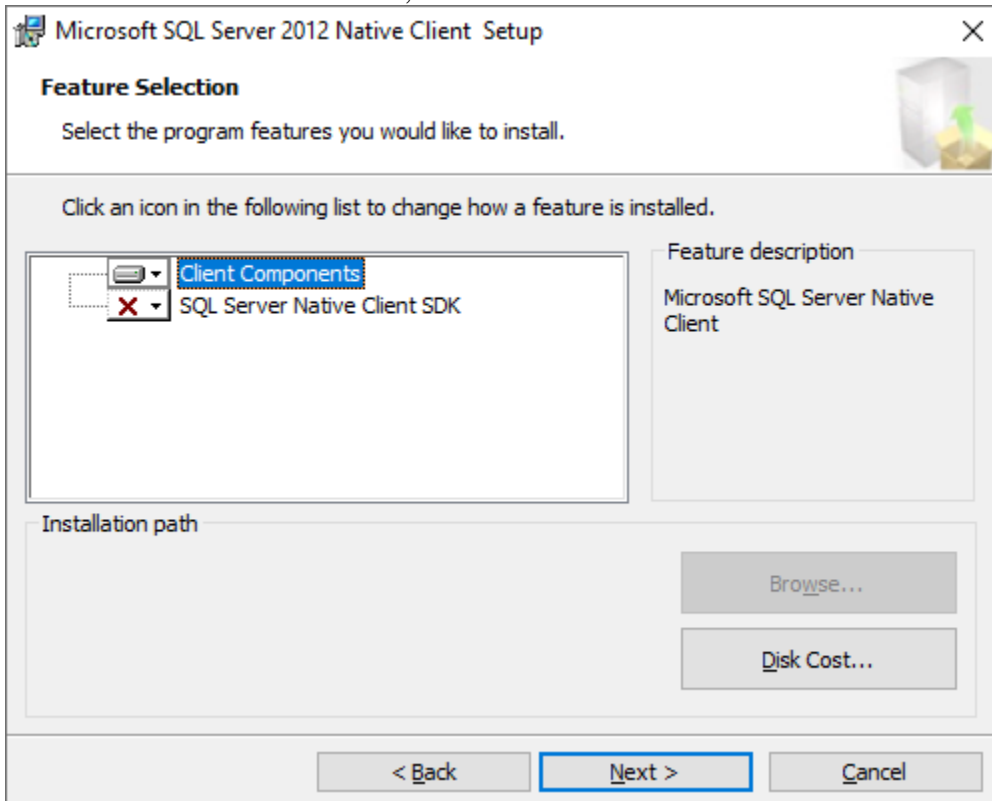 Microsoft SQL Server 2012 Native Client  Setup
Feature Selection
Select the program features you would like to install.
Click an icon in the following list to change how a feature is installed.
Client Components
SQL Server Native Client SDK
Feature description
Microsoft SQL Server Native
Client
Installation path
Browse...
Disk Cost...
< Back
Next >
Cancel